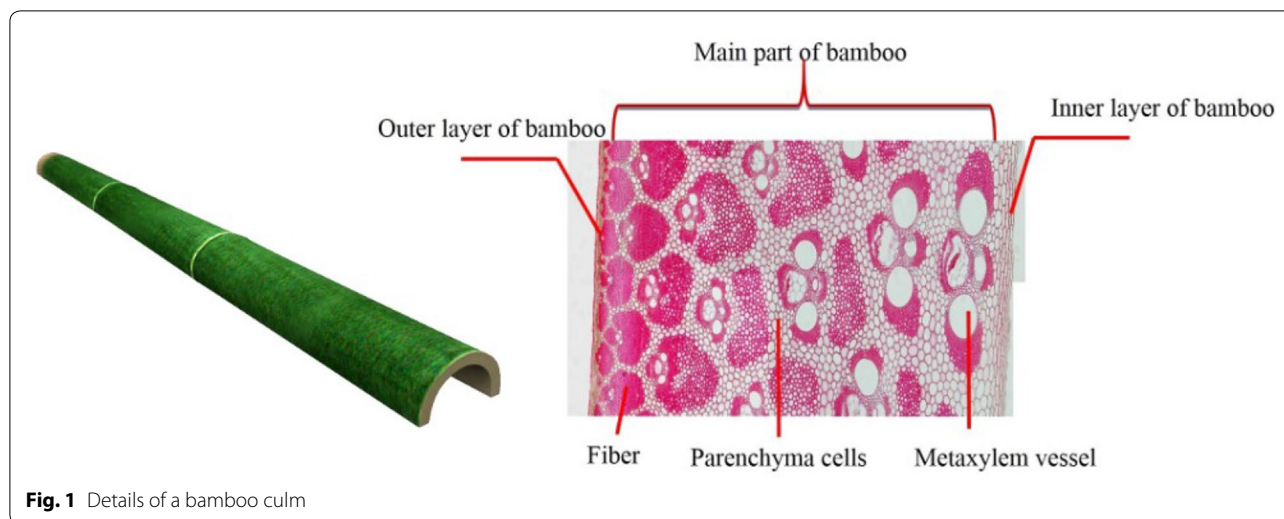 Main part of bamboo
Outer layer of bamboo
Inner layer of bamboo
Fiber
Parenchyma cells
Metaxylem vessel
Fig. 1 Details of a bamboo culm